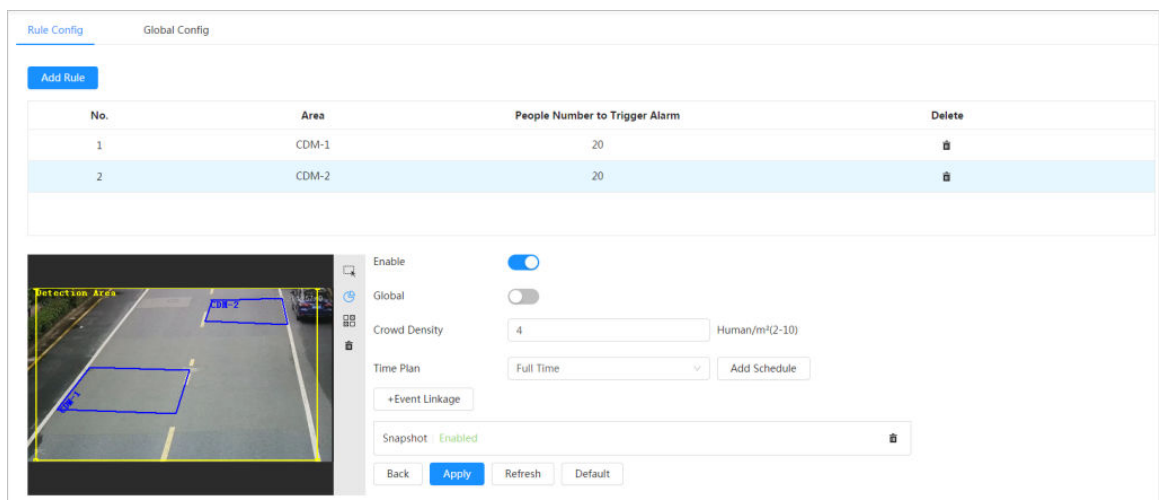 Rule Config Global Config
Add Rule
No. Area People Number to Trigger Alarm Delete
1 CDM-1 20
2 CDM-2 20
Detection Area
CDM-2
CDM-1
Enable
Global
Crowd Density 4 Human/m²(2-10)
Time Plan Full Time Add Schedule
+Event Linkage
Snapshot Enabled
Back Apply Refresh Default